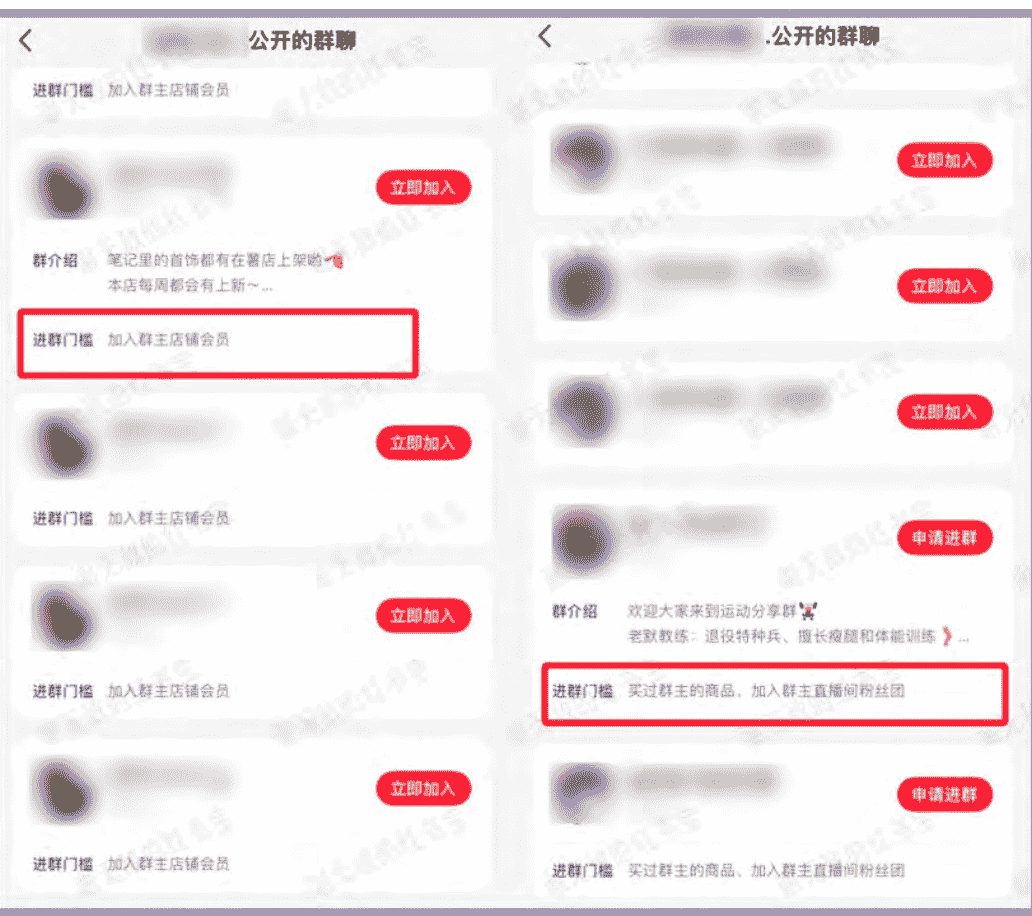 公开的群聊
进群门槛 加入群主店铺会员
立即加入
群介绍 笔记里的首饰都有在薯店上架哟
本店每周都会有上新～...
进群门槛 加入群主店铺会员
立即加入
进群门槛 加入群主店铺会员
立即加入
进群门槛 加入群主店铺会员
立即加入
进群门槛 加入群主店铺会员
.公开的群聊
立即加入
立即加入
立即加入
申请进群
群介绍 欢迎大家来到运动分享群
老默教练：退役特种兵、擅长瘦腿和体能训练 ...
进群门槛 买过群主的商品、加入群主直播间粉丝团
申请进群
进群门槛 买过群主的商品、加入群主直播间粉丝团